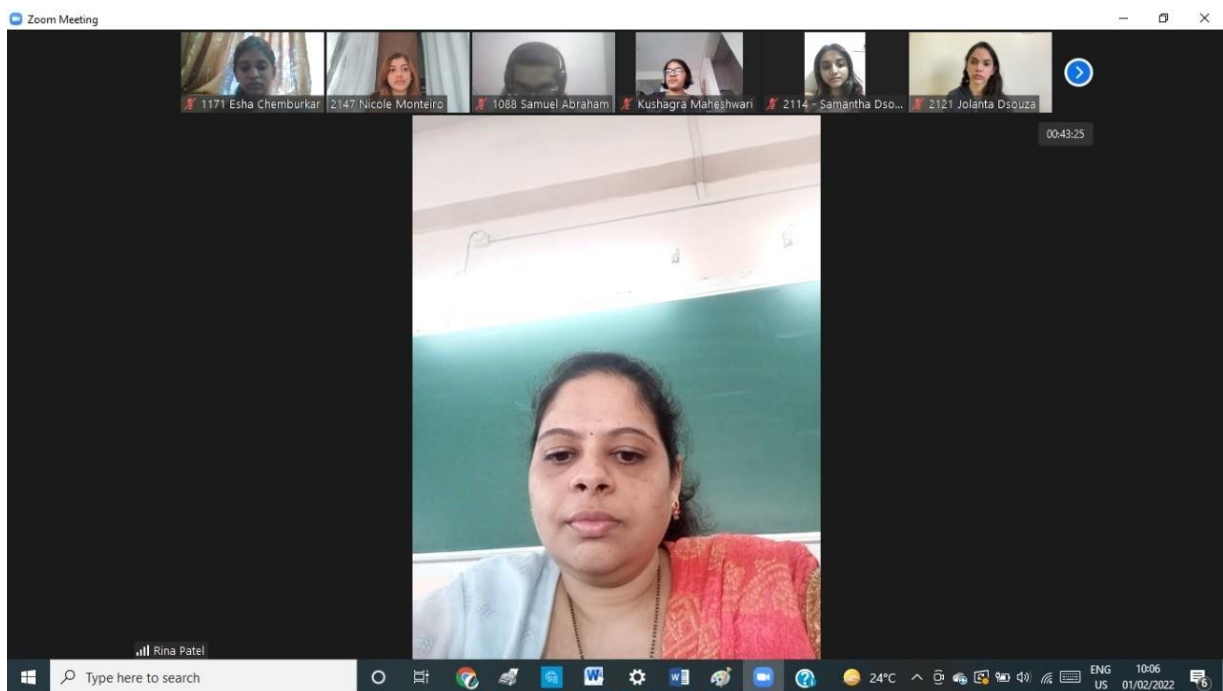 Zoom Meeting
1171 Esha Chemburkar
2147 Nicole Monteiro
1088 Samuel Abraham
Kushagra Maheshwari
2114 - Samantha Dso...
2121 Jolanta Dsouza
00:43:25
Rina Patel
Type here to search
24°C
ENG
US
10:06
01/02/2022
6